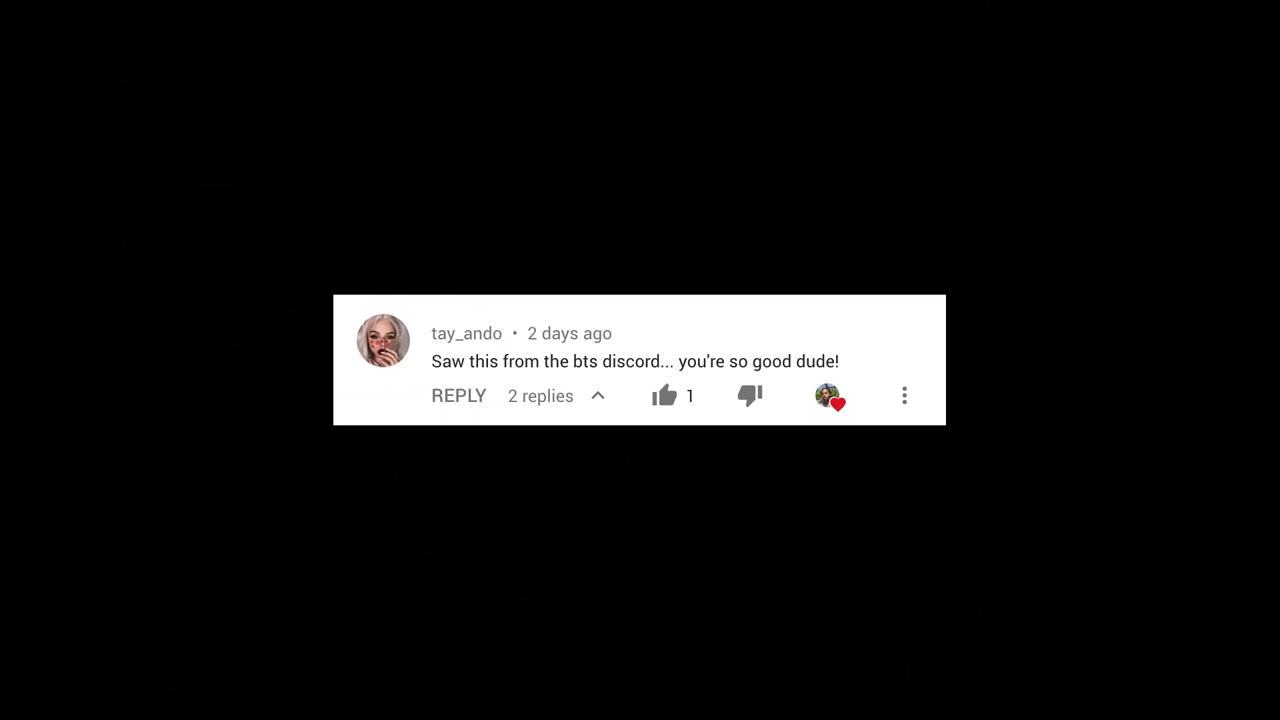 tay_ando • 2 days ago
Saw this from the bts discord... you're so good dude!
REPLY 2 replies 1